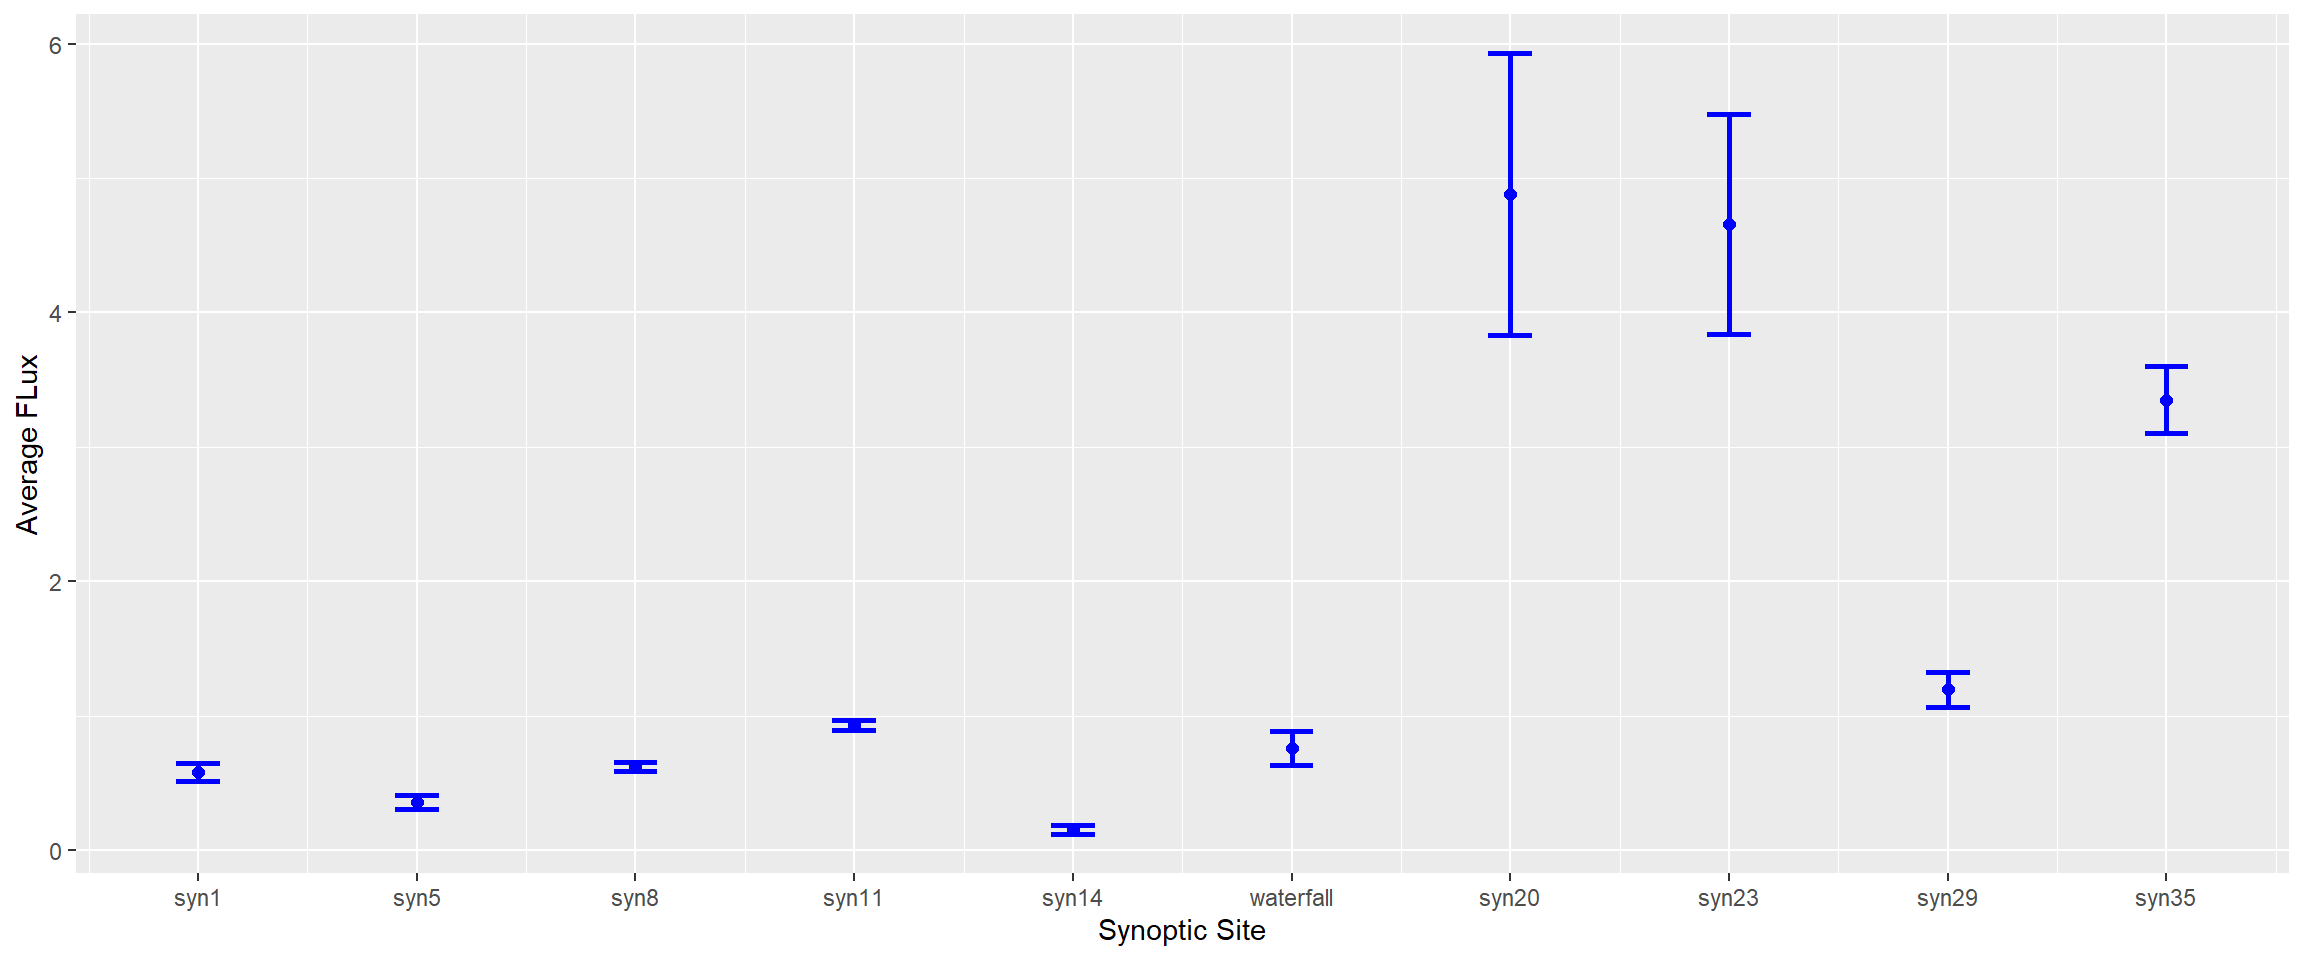 6
4
2
0
Average FLux
syn1 syn5 syn8 syn11 syn14 waterfall syn20 syn23 syn29 syn35
Synoptic Site